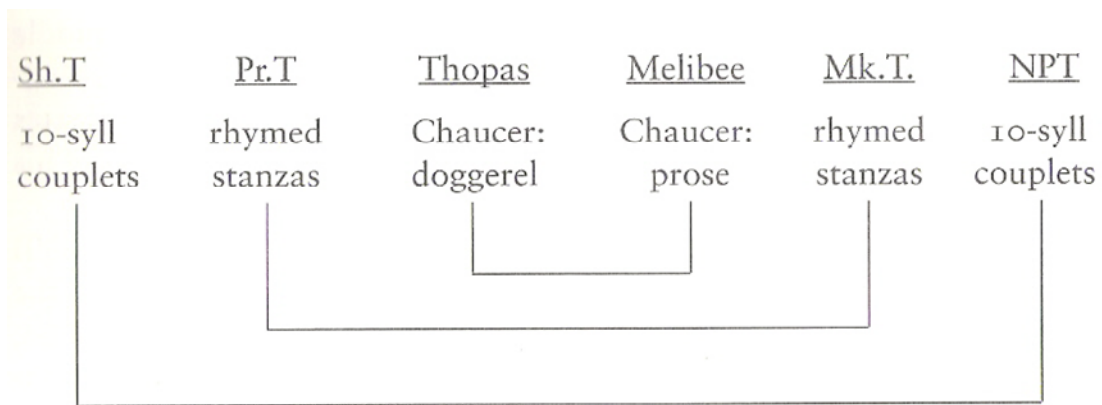 Sh.T Pr.T Thopas Melibee Mk.T. NPT
10-syll rhymed Chaucer: Chaucer: rhymed 10-syll
couplets stanzas doggerel prose stanzas couplets